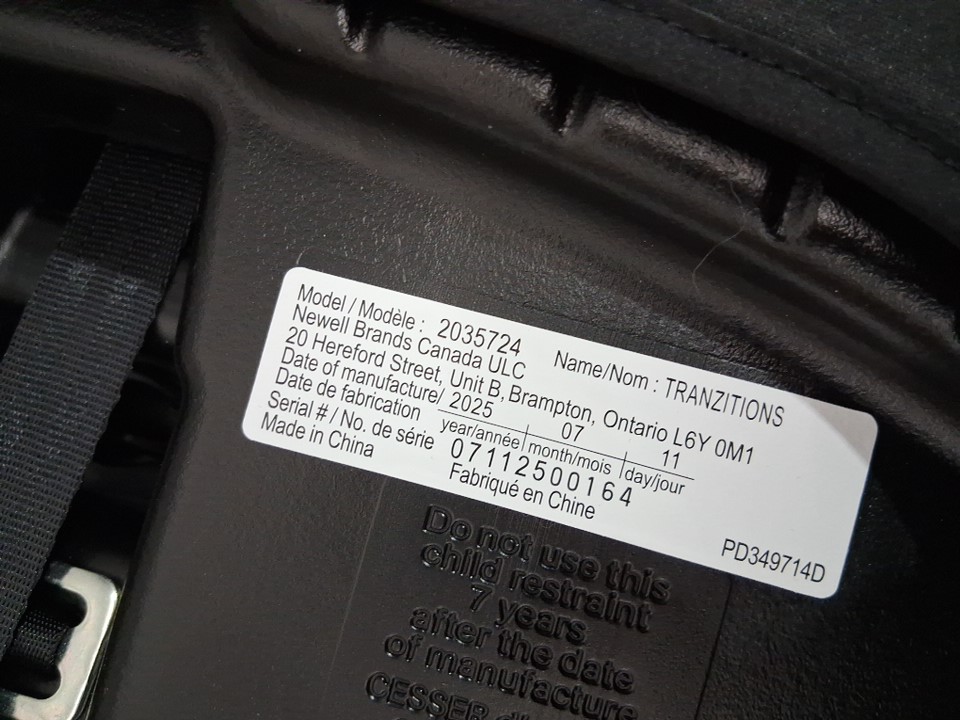 Model / Modèle : 2035724 Name/Nom : TRANZITIONS
Newell Brands Canada ULC
20 Hereford Street, Unit B, Brampton, Ontario L6Y 0M1
Date of manufacture/ 2025 07 11
Date de fabrication year/année month/mois day/jour
Serial # / No. de série 07112500164
Made in China Fabriqué en Chine
PD349714D
Do not use this
child restraint
7 years
after the date
of manufacture
CESSER